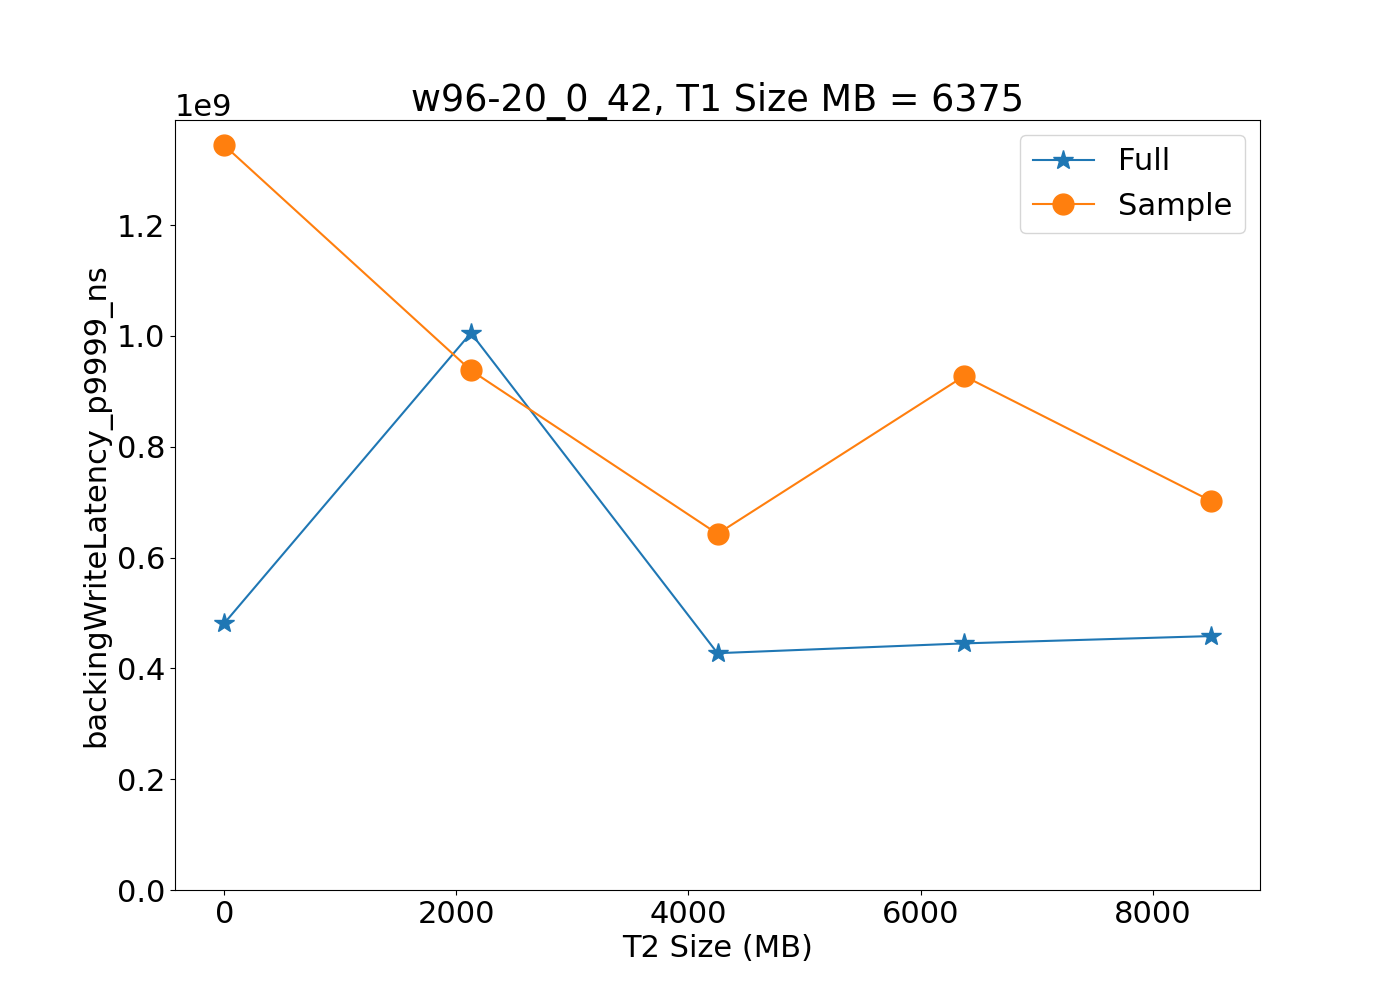 w96-20_0_42, T1 Size MB = 6375
1e9
Full
Sample
1.2
1.0
0.8
0.6
0.4
0.2
0.0
backingWriteLatency_p9999_ns
0 2000 4000 6000 8000
T2 Size (MB)